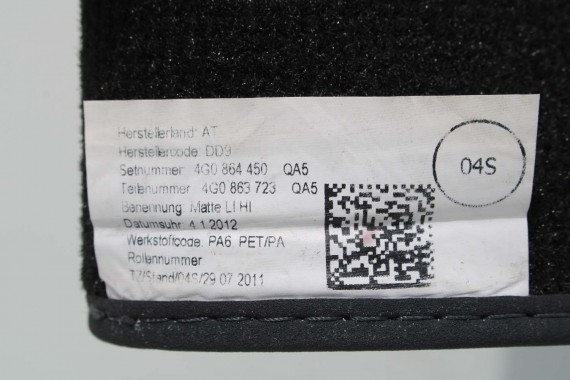 Herstellerland: AT
Herstellercode: DD9
Setnummer: 4G0 864 450 QA5
Teilenummer: 4G0 863 723 QA5
Benennung: Matte LI HI
Datumsuhr: 4.1.2012
Werkstoffcode: PA6, PET/PA
Rollennummer
TZ/Stand/04S/29.07.2011
04S